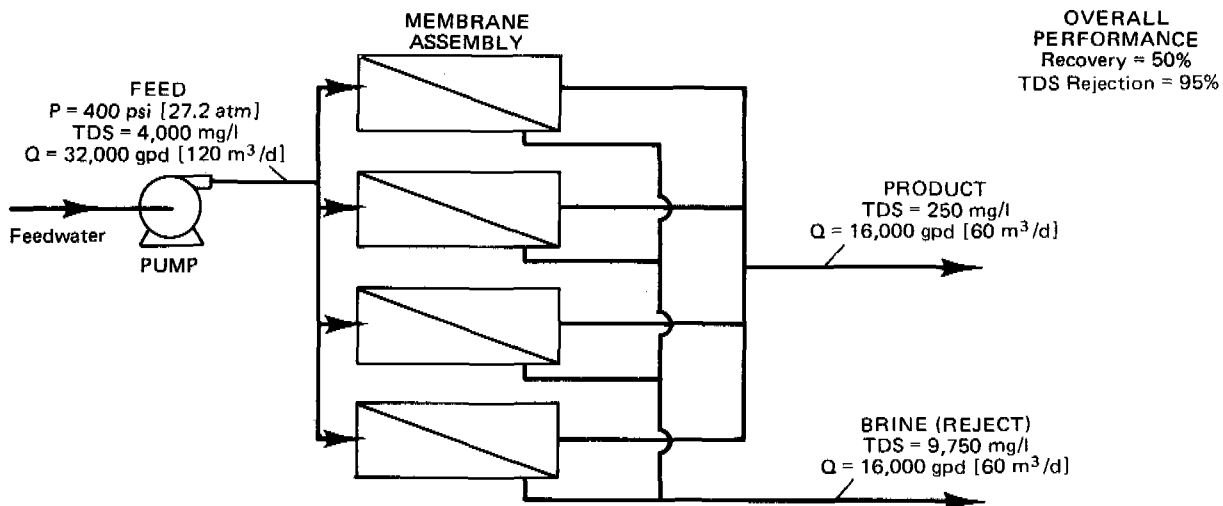 MEMBRANE
ASSEMBLY
OVERALL
PERFORMANCE
Recovery = 50%
TDS Rejection = 95%
FEED
P = 400 psi [27.2 atm]
TDS = 4,000 mg/l
Q = 32,000 gpd [120 m³/d]
Feedwater
PUMP
PRODUCT
TDS = 250 mg/l
Q = 16,000 gpd [60 m³/d]
BRINE (REJECT)
TDS = 9,750 mg/l
Q = 16,000 gpd [60 m³/d]